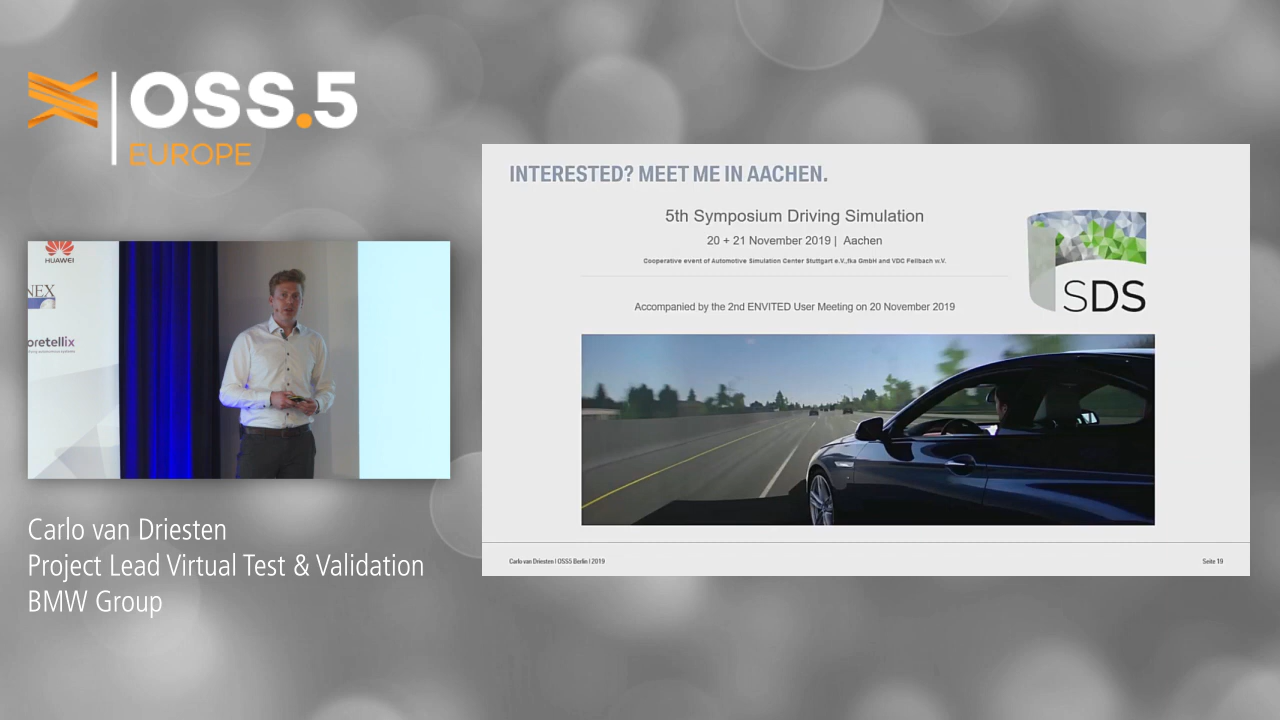 OSS.5
EUROPE
HUAWEI
NEX
oretellix
Carlo van Driesten
Project Lead Virtual Test & Validation
BMW Group
INTERESTED? MEET ME IN AACHEN.
5th Symposium Driving Simulation
20 + 21 November 2019 | Aachen
Cooperative event of Automotive Simulation Center Stuttgart e.V.,fka GmbH and VDC Fellbach w.V.
Accompanied by the 2nd ENVITED User Meeting on 20 November 2019
SDS
Carlo van Driesten | OSS5 Berlin | 2019
Seite 19